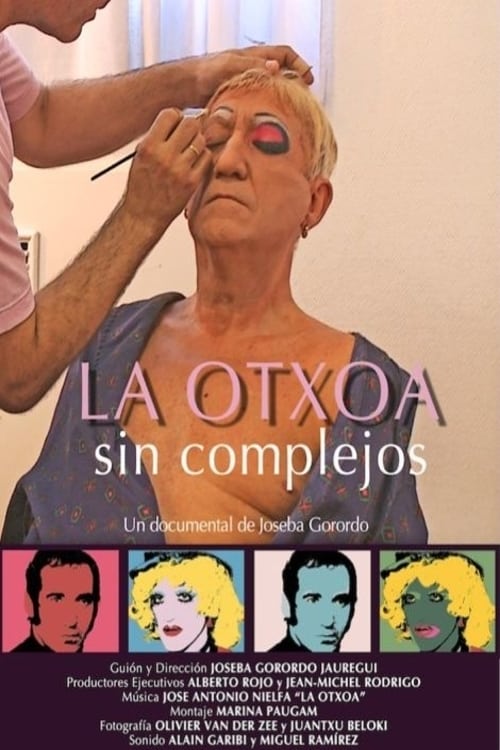 LA OTXOA
sin complejos
Un documental de Joseba Gorordo
Guión y Dirección JOSEBA GORORDO JAUREGUI
Productores Ejecutivos ALBERTO ROJO y JEAN-MICHEL RODRIGO
Música JOSE ANTONIO NIELFA "LA OTXOA"
Montaje MARINA PAUGAM
Fotografía OLIVIER VAN DER ZEE y JUANTXU BELOKI
Sonido ALAIN GARIBI y MIGUEL RAMÍREZ